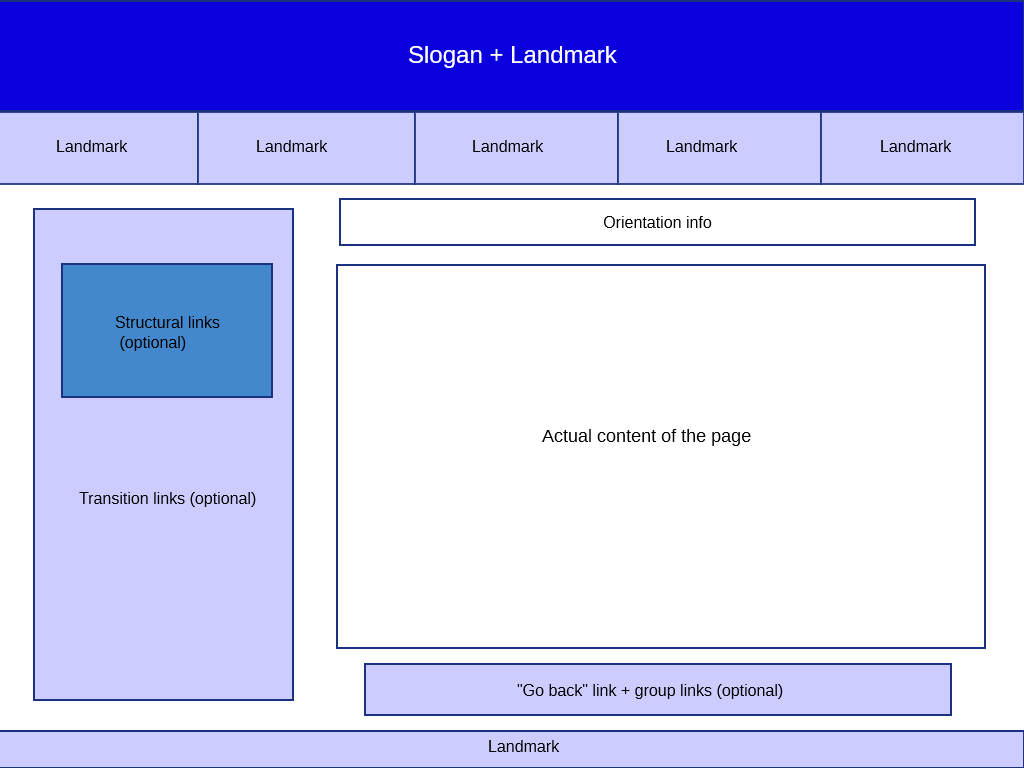 Slogan + Landmark
Landmark
Landmark
Landmark
Landmark
Landmark
Orientation info
Structural links
(optional)
Transition links (optional)
Actual content of the page
"Go back" link + group links (optional)
Landmark